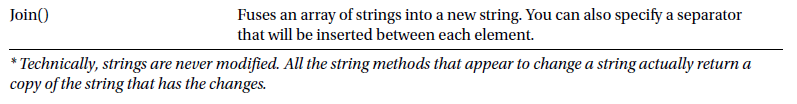 Join() Fuses an array of strings into a new string. You can also specify a separator
that will be inserted between each element.
* Technically, strings are never modified. All the string methods that appear to change a string actually return a
copy of the string that has the changes.